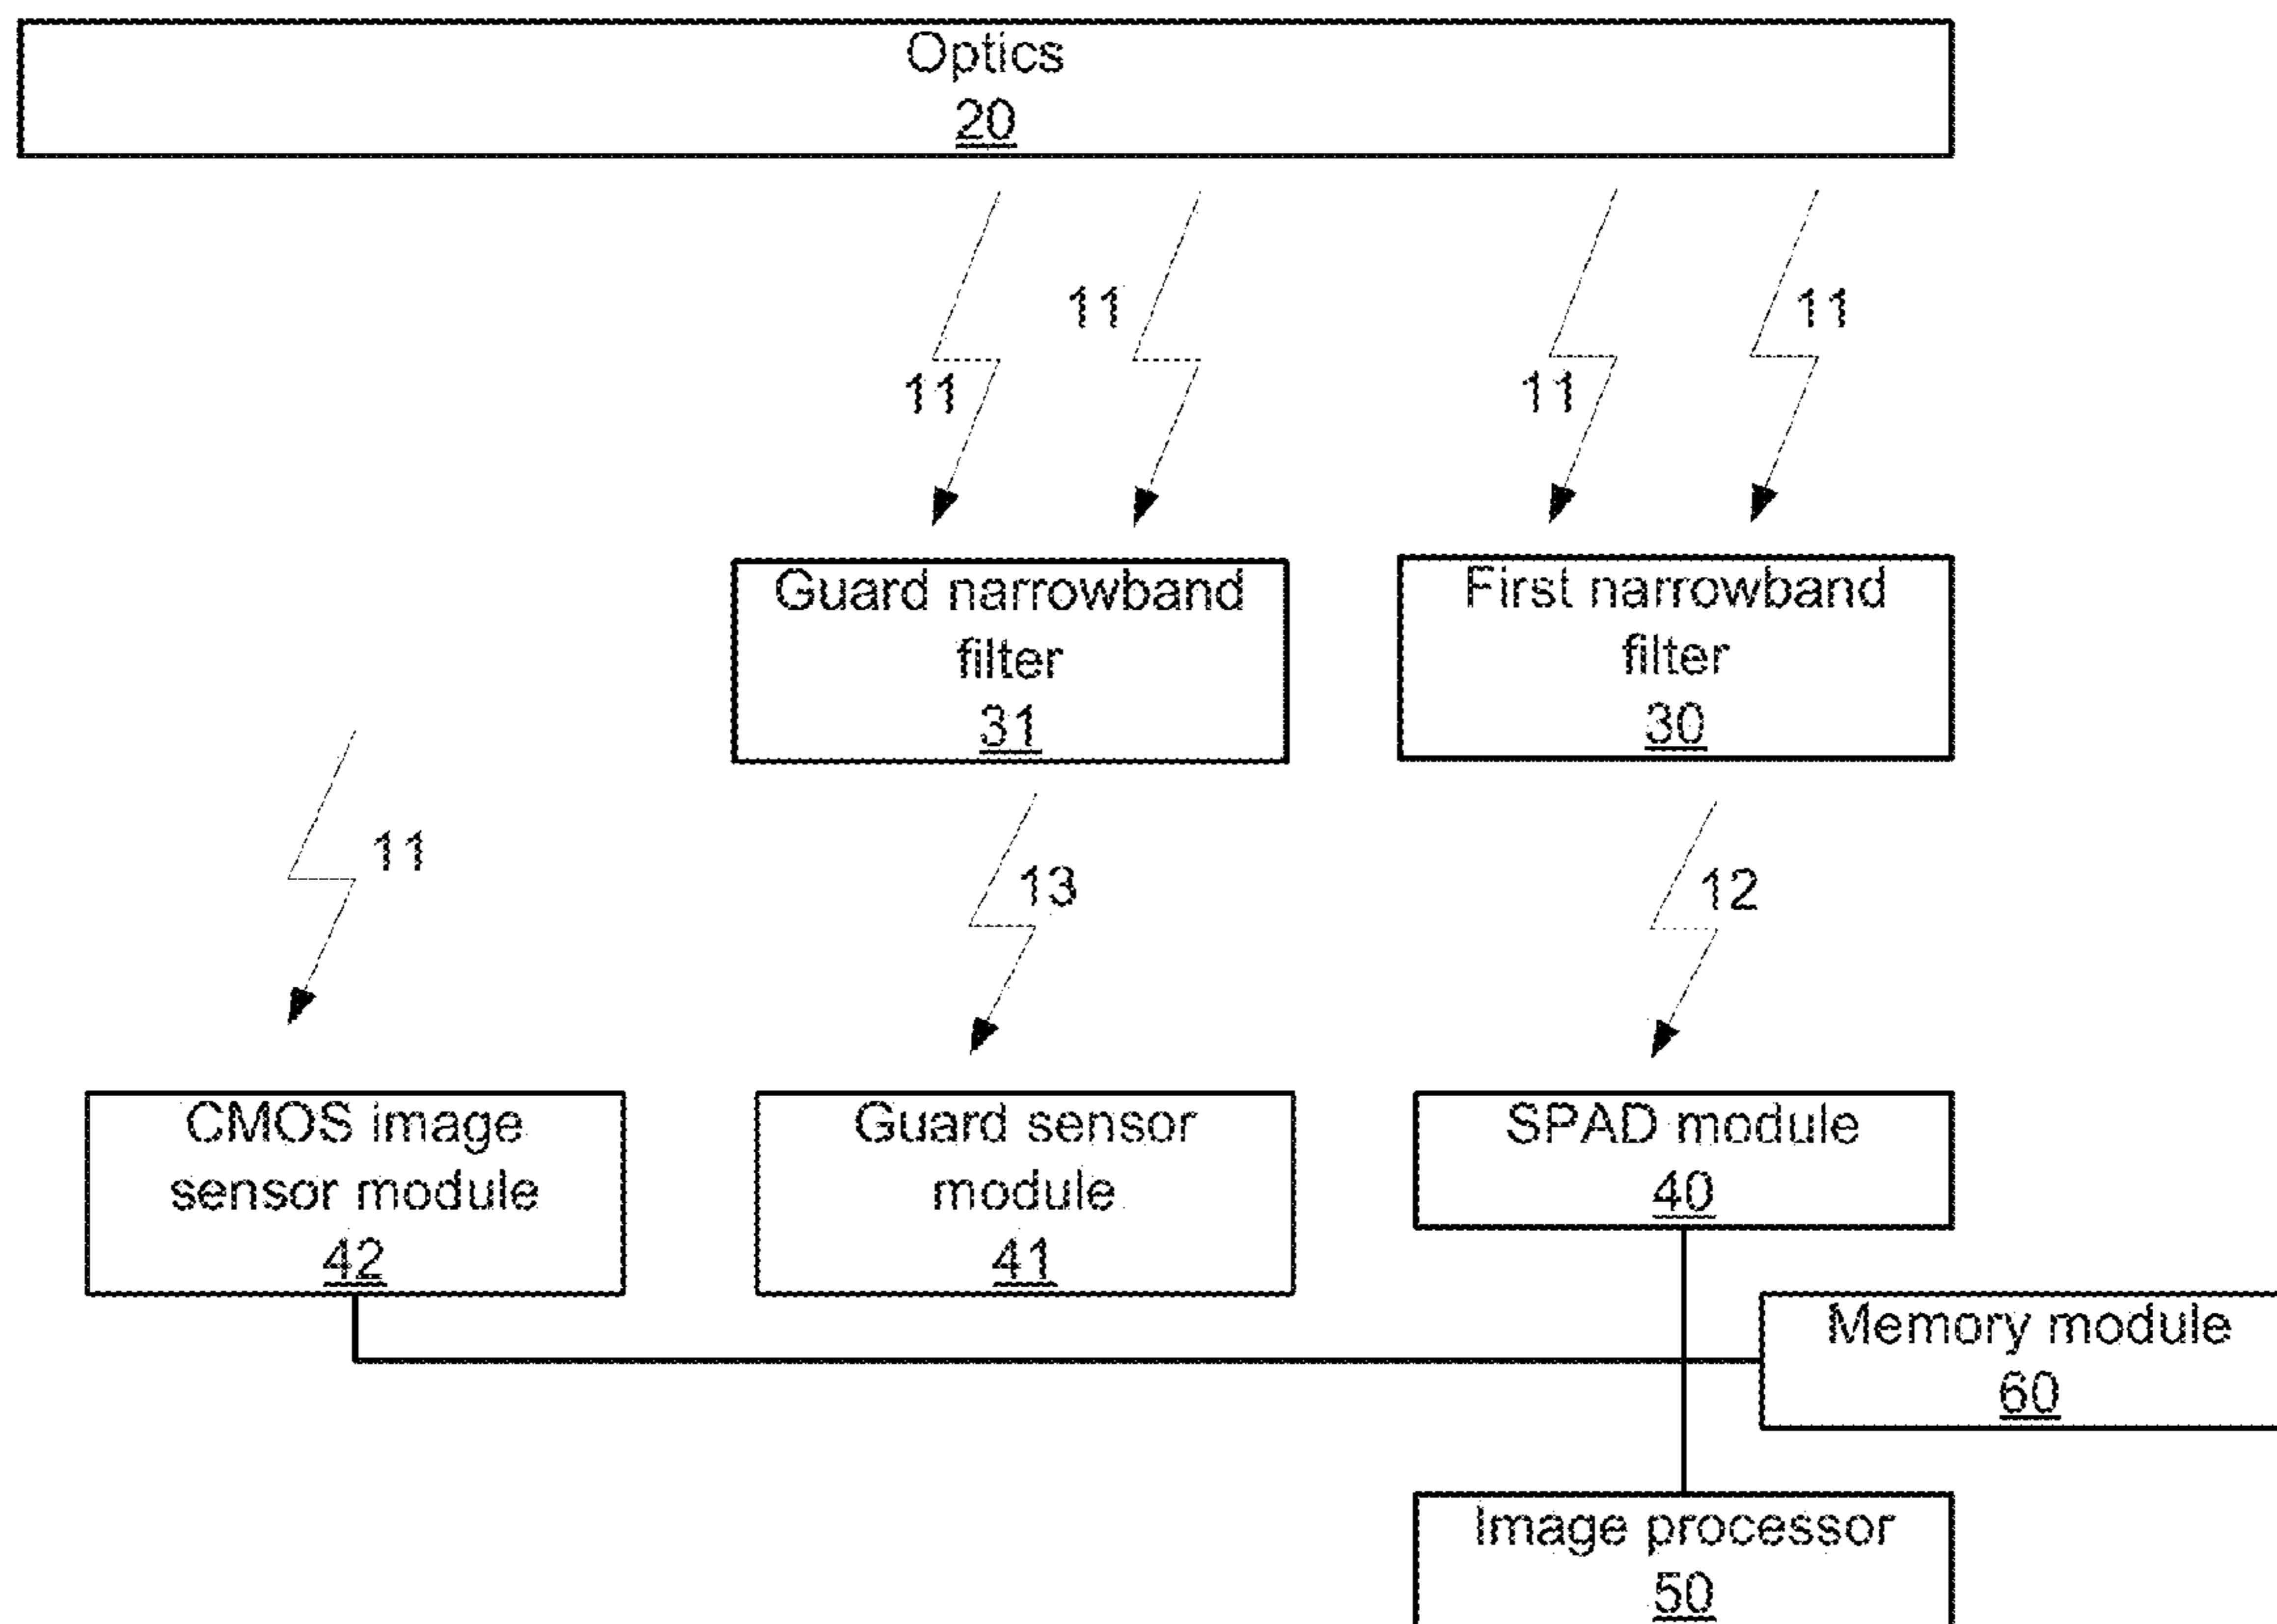 Optics
20
11
11
11
11
Guard narrowband
filter
31
First narrowband
filter
30
11
13
12
CMOS image
sensor module
42
Guard sensor
module
41
SPAD module
40
Memory module
60
Image processor
50